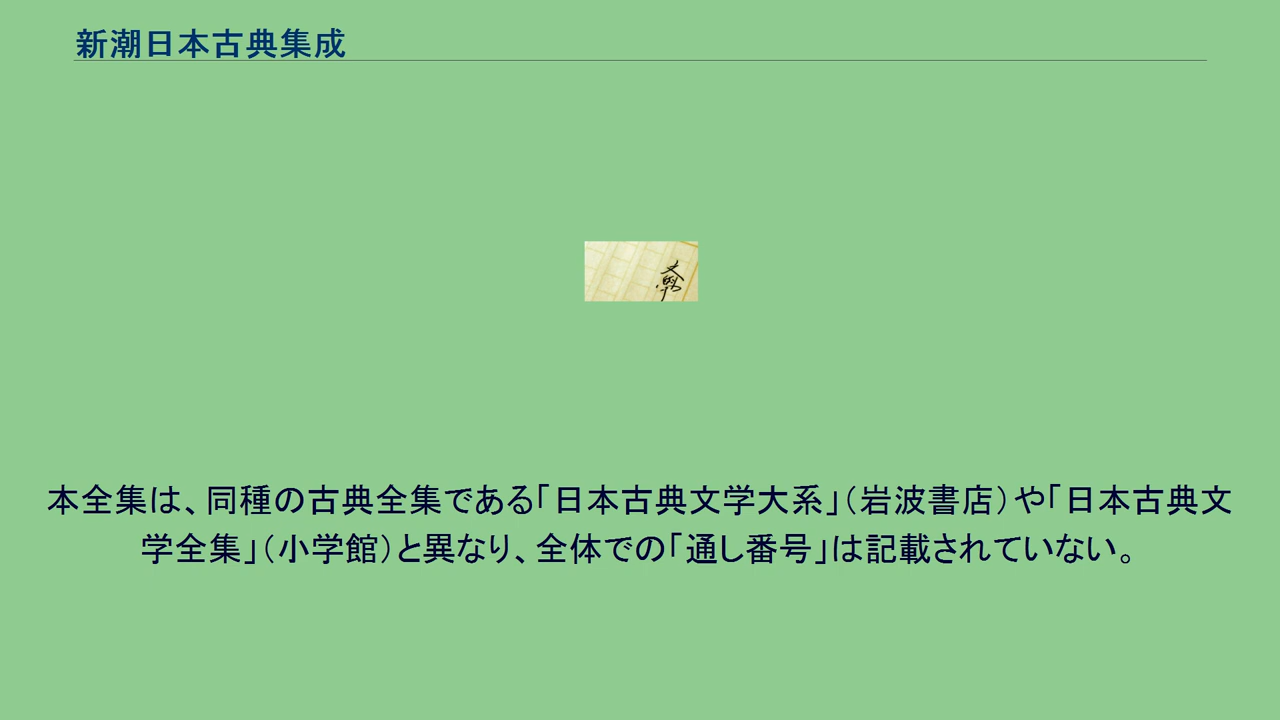 新潮日本古典集成
本全集は、同種の古典全集である「日本古典文学大系」（岩波書店）や「日本古典文
学全集」（小学館）と異なり、全体での「通し番号」は記載されていない。